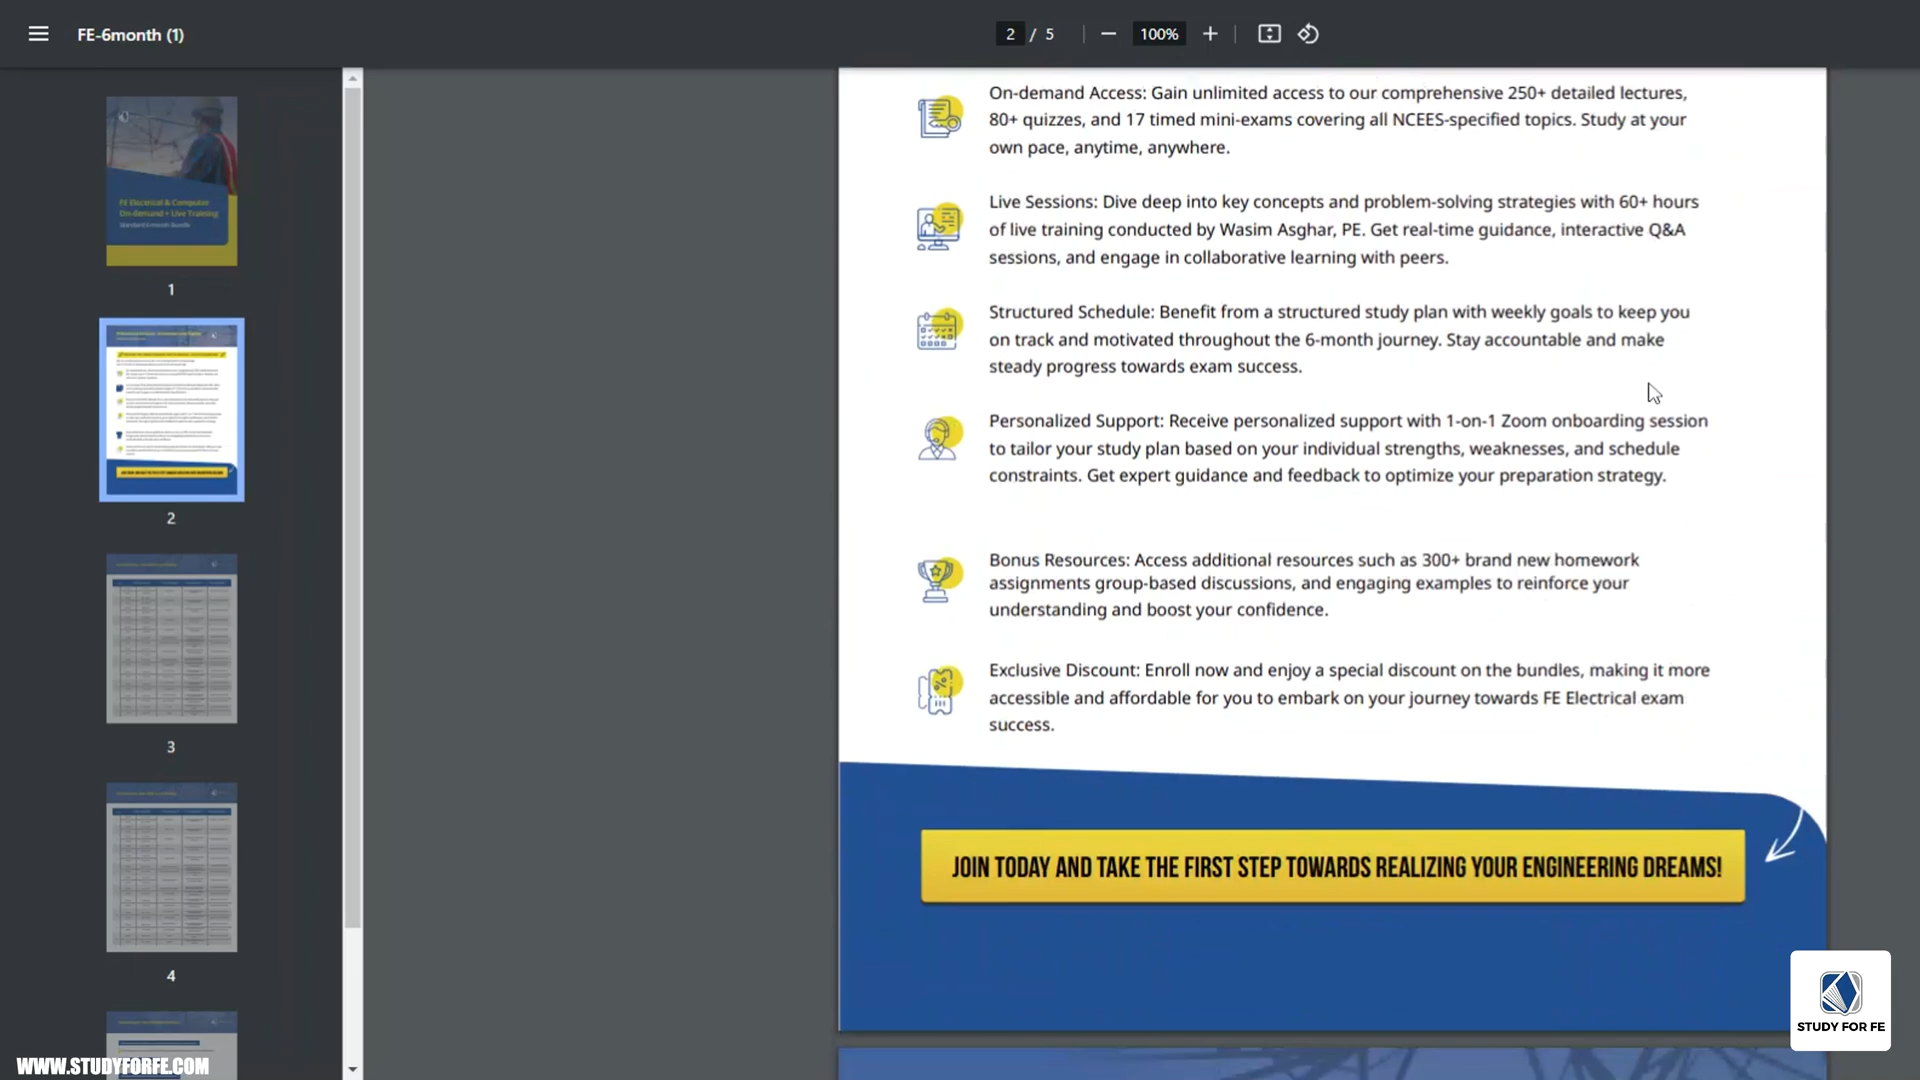 FE-6month (1)
2 / 5
100%
FE Electrical & Computer
On-demand + Live Training
1
2
3
4
On-demand Access: Gain unlimited access to our comprehensive 250+ detailed lectures,
80+ quizzes, and 17 timed mini-exams covering all NCEES-specified topics. Study at your
own pace, anytime, anywhere.
Live Sessions: Dive deep into key concepts and problem-solving strategies with 60+ hours
of live training conducted by Wasim Asghar, PE. Get real-time guidance, interactive Q&A
sessions, and engage in collaborative learning with peers.
Structured Schedule: Benefit from a structured study plan with weekly goals to keep you
on track and motivated throughout the 6-month journey. Stay accountable and make
steady progress towards exam success.
Personalized Support: Receive personalized support with 1-on-1 Zoom onboarding session
to tailor your study plan based on your individual strengths, weaknesses, and schedule
constraints. Get expert guidance and feedback to optimize your preparation strategy.
Bonus Resources: Access additional resources such as 300+ brand new homework
assignments group-based discussions, and engaging examples to reinforce your
understanding and boost your confidence.
Exclusive Discount: Enroll now and enjoy a special discount on the bundles, making it more
accessible and affordable for you to embark on your journey towards FE Electrical exam
success.
JOIN TODAY AND TAKE THE FIRST STEP TOWARDS REALIZING YOUR ENGINEERING DREAMS!
STUDY FOR FE
WWW.STUDYFORFE.COM